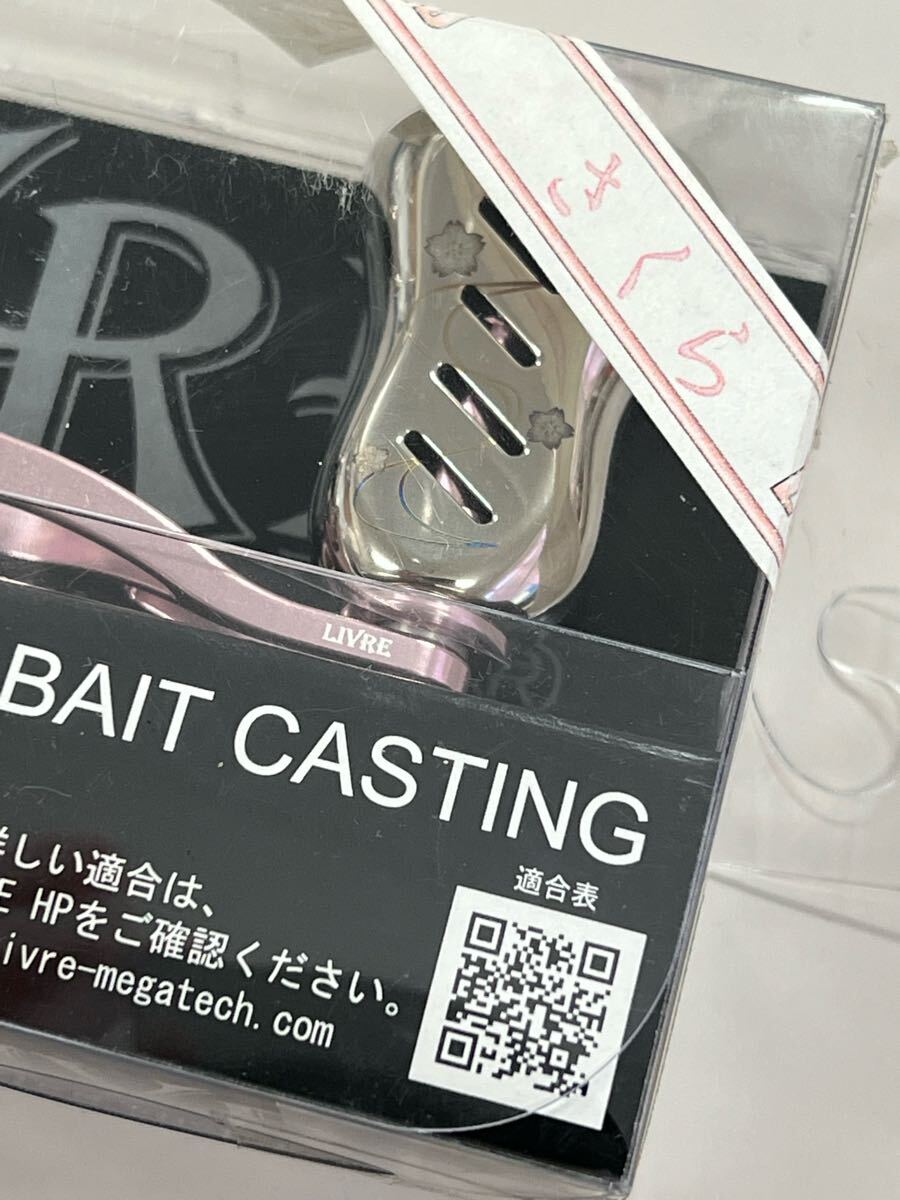 さくら
R
LIVRE
BAIT CASTING
適合表
詳しい適合は、
E HPをご確認ください。
ivre-megatech.com